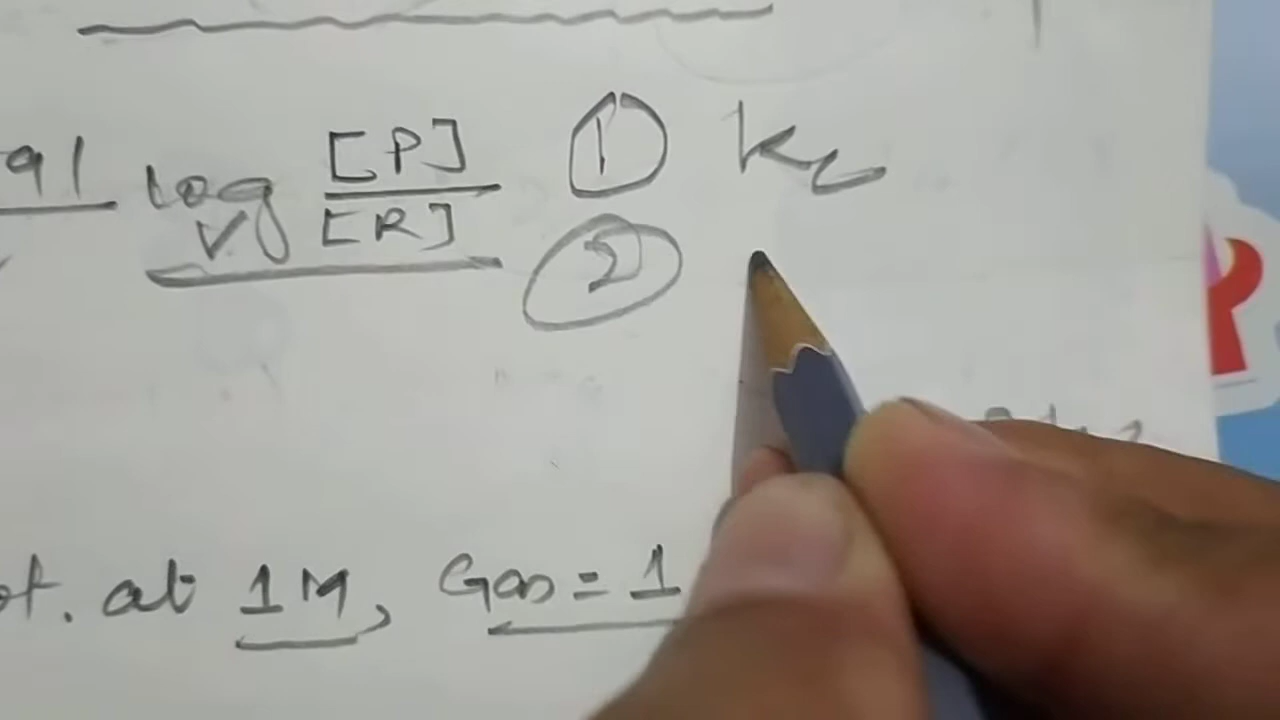 91 log [P] ① Kc
[R] ②
at 1M, Gas = 1